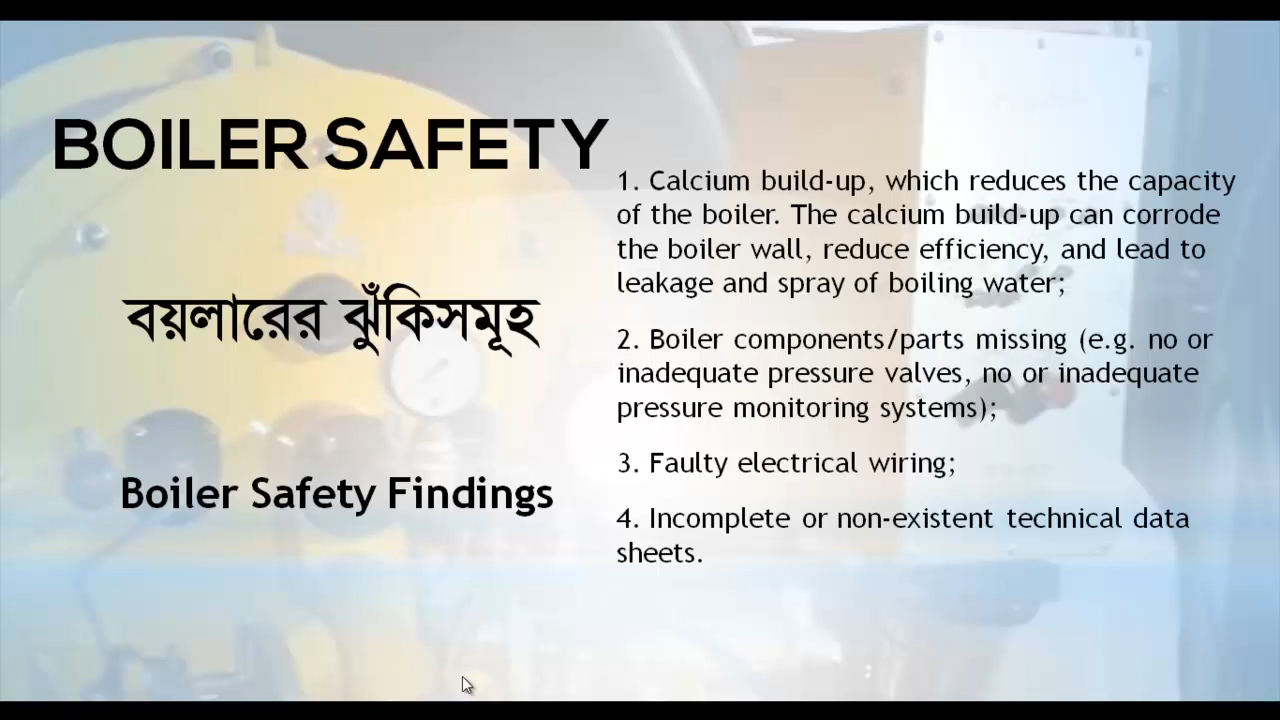 BOILER SAFETY
বয়লারের ঝুঁকিসমূহ
Boiler Safety Findings
1. Calcium build-up, which reduces the capacity
of the boiler. The calcium build-up can corrode
the boiler wall, reduce efficiency, and lead to
leakage and spray of boiling water;
2. Boiler components/parts missing (e.g. no or
inadequate pressure valves, no or inadequate
pressure monitoring systems);
3. Faulty electrical wiring;
4. Incomplete or non-existent technical data
sheets.